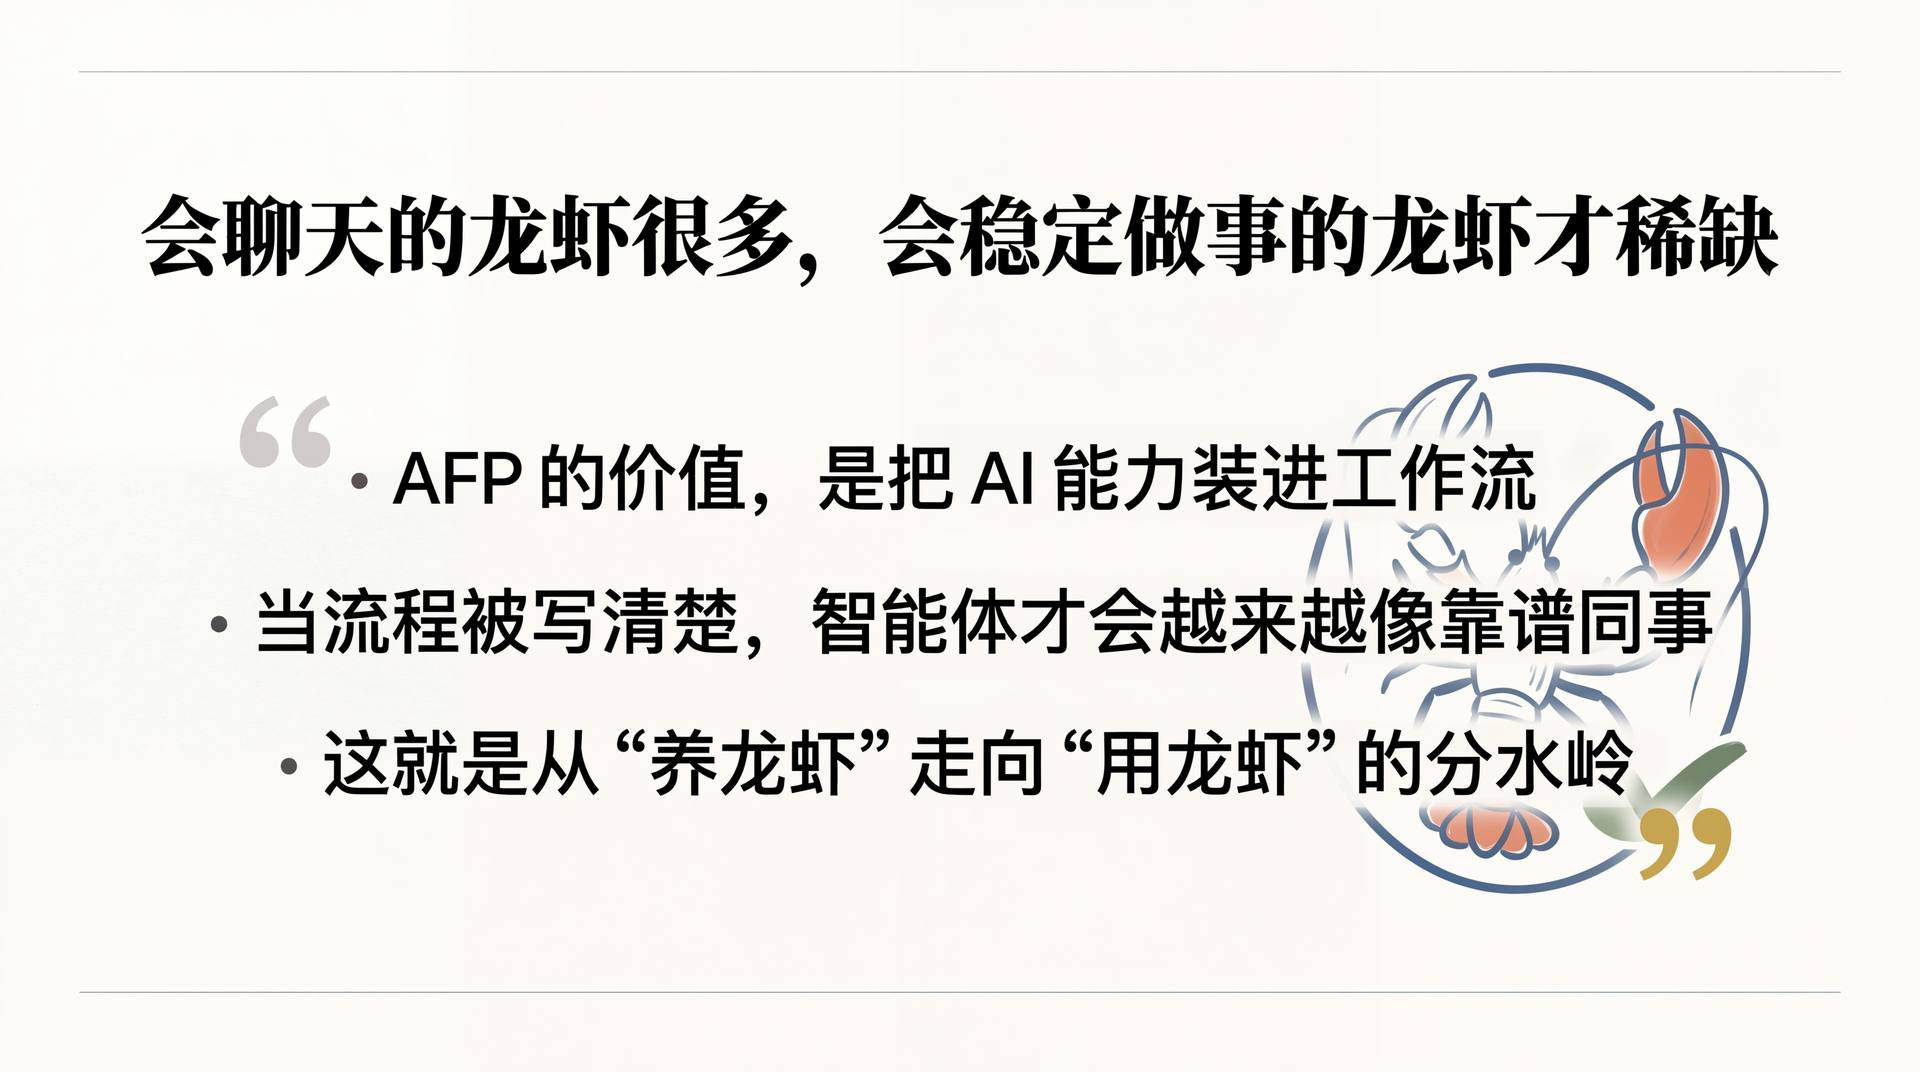 会聊天的龙虾很多，会稳定做事的龙虾才稀缺
“
• AFP 的价值，是把 AI 能力装进工作流
• 当流程被写清楚，智能体才会越来越像靠谱同事
• 这就是从“养龙虾”走向“用龙虾”的分水岭
”